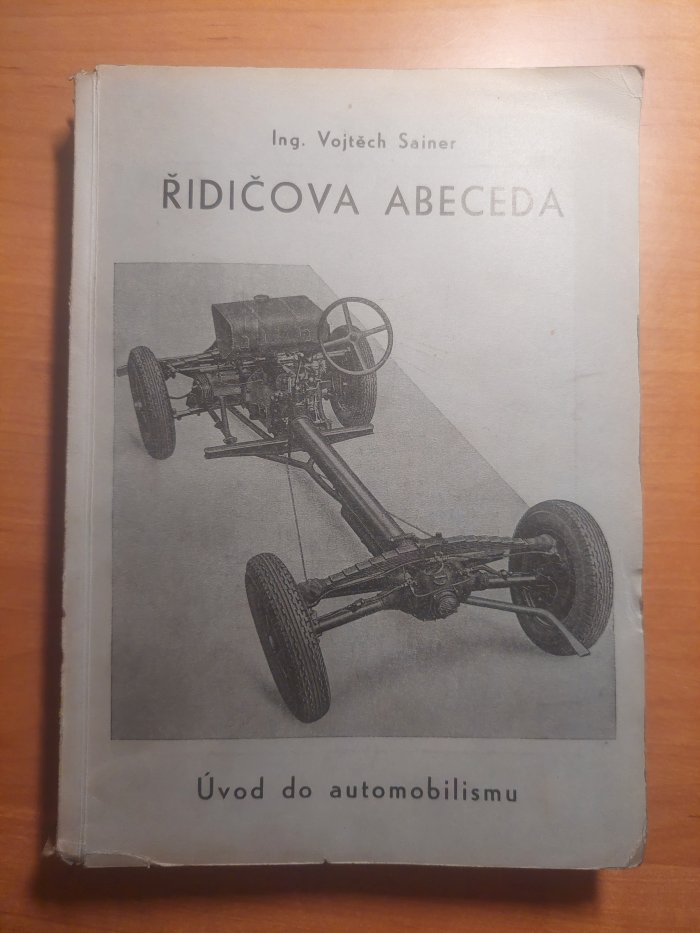 Ing. Vojtěch Sainer
ŘIDIČOVA ABECEDA
Úvod do automobilismu